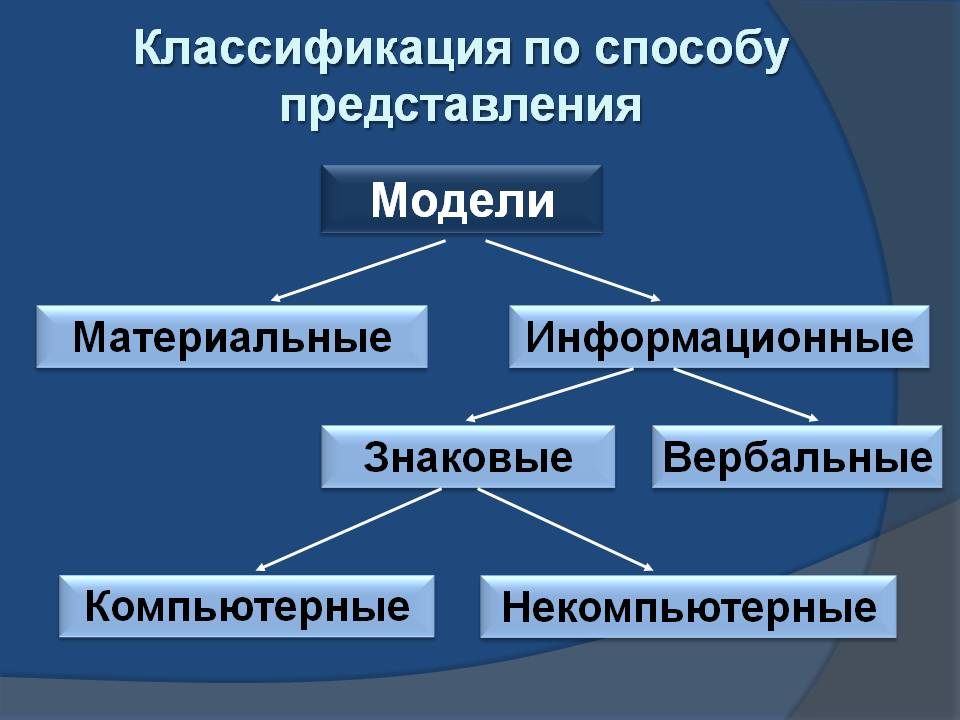 Классификация по способу
представления
Модели
Материальные
Информационные
Знаковые
Вербальные
Компьютерные
Некомпьютерные